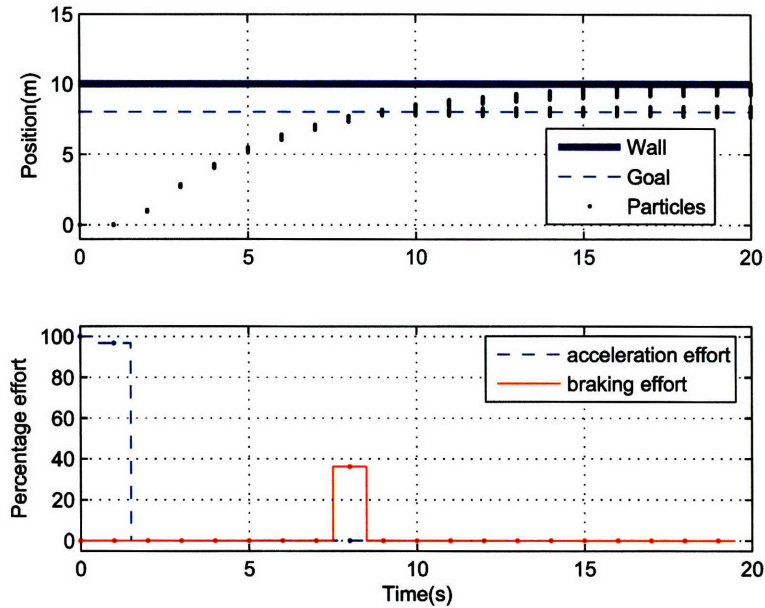 15
10
5
0
Position(m)
Wall
Goal
Particles
0
5
10
15
20
100
80
60
40
20
0
Percentage effort
acceleration effort
braking effort
0
5
10
15
20
Time(s)